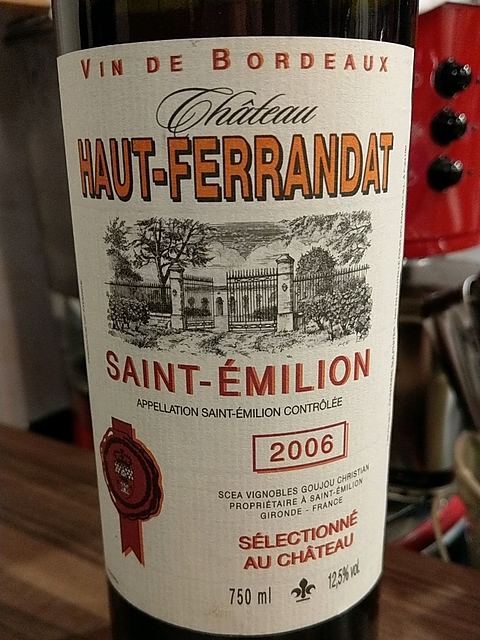 VIN DE BORDEAUX
Château
HAUT-FERRANDAT
SAINT-ÉMILION
APPELLATION SAINT-ÉMILION CONTRÔLÉE
2006
SCEA VIGNOBLES GOUJOU CHRISTIAN
PROPRIÉTAIRE À SAINT-ÉMILION
GIRONDE - FRANCE
SÉLECTIONNÉ
AU CHÂTEAU
750 ml 12,5% vol.